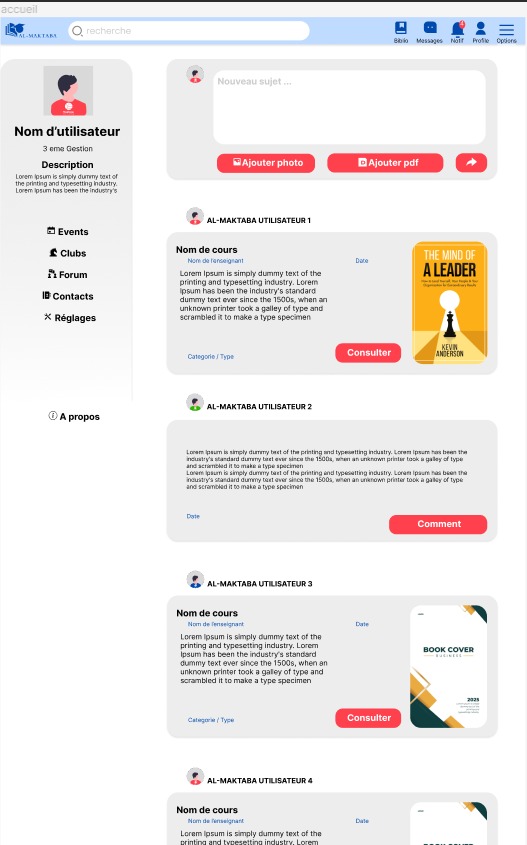 accueil
AL-MAKTABA
recherche
4
Biblio
Messages
Notif
Profile
Options
Nom d'utilisateur
3 eme Gestion
Description
Lorem Ipsum is simply dummy text of
the printing and typesetting industry.
Lorem Ipsum has been the industry's
Events
Clubs
Forum
Contacts
Réglages
A propos
Nouveau sujet ...
Ajouter photo
Ajouter pdf
AL-MAKTABA UTILISATEUR 1
Nom de cours
Nom de l'enseignant
Date
Lorem Ipsum is simply dummy text of the
printing and typesetting industry. Lorem
Ipsum has been the industry's standard
dummy text ever since the 1500s, when an
unknown printer took a galley of type and
scrambled it to make a type specimen
Categorie / Type
Consulter
THE MIND OF
A LEADER
KEVIN
ANDERSON
AL-MAKTABA UTILISATEUR 2
Lorem Ipsum is simply dummy text of the printing and typesetting industry. Lorem Ipsum has been the
industry's standard dummy text ever since the 1500s, when an unknown printer took a galley of type
and scrambled it to make a type specimen
Lorem Ipsum is simply dummy text of the printing and typesetting industry. Lorem Ipsum has been the
industry's standard dummy text ever since the 1500s, when an unknown printer took a galley of type
and scrambled it to make a type specimen
Date
Comment
AL-MAKTABA UTILISATEUR 3
Nom de cours
Nom de l'enseignant
Date
Lorem Ipsum is simply dummy text of the
printing and typesetting industry. Lorem
Ipsum has been the industry's standard
dummy text ever since the 1500s, when an
unknown printer took a galley of type and
scrambled it to make a type specimen
Categorie / Type
Consulter
BOOK COVER
BUSINESS
2025
AL-MAKTABA UTILISATEUR 4
Nom de cours
Nom de l'enseignant
Date
Lorem Ipsum is simply dummy text of the
BOOK COVER